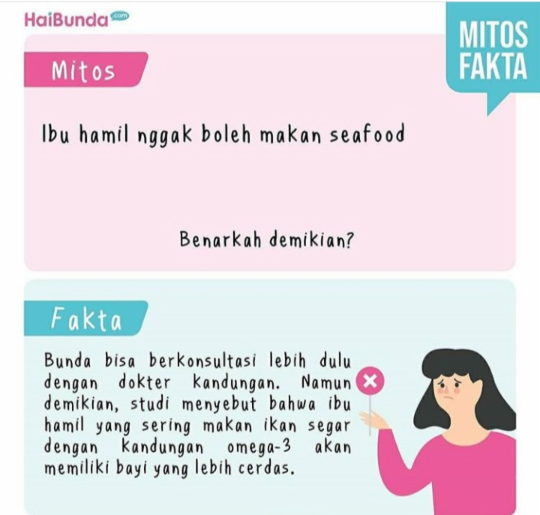 HaiBunda.com
MITOS
FAKTA
Mitos
Ibu hamil nggak boleh makan seafood
Benarkah demikian?
Fakta
Bunda bisa berkonsultasi lebih dulu
dengan dokter kandungan. Namun
demikian, studi menyebut bahwa ibu
hamil yang sering makan ikan segar
dengan kandungan omega-3 akan
memiliki bayi yang lebih cerdas.